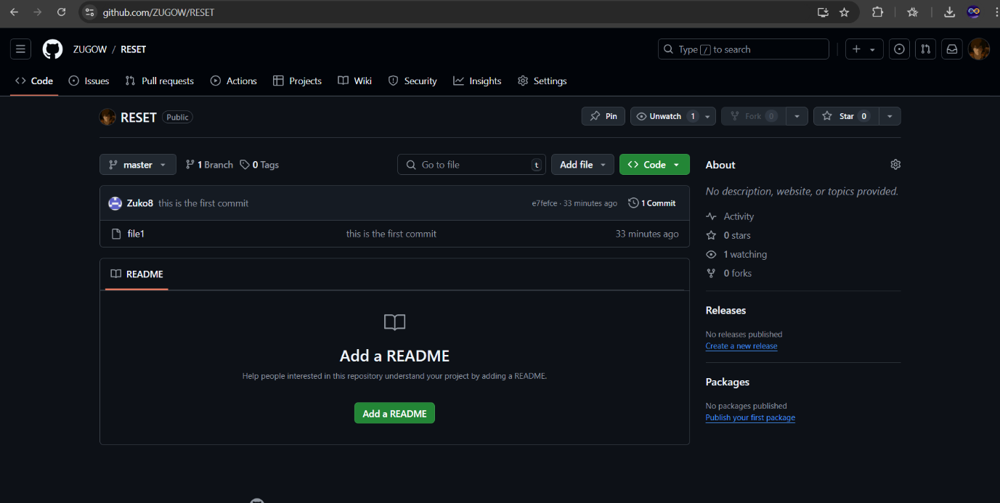 github.com/ZUGOW/RESET
ZUGOW / RESET
Type / to search
Code Issues Pull requests Actions Projects Wiki Security Insights Settings
RESET Public
Pin Unwatch 1 Fork 0 Star 0
master 1 Branch 0 Tags Go to file t Add file Code
About
No description, website, or topics provided.
Zuko8 this is the first commit e7fefce · 33 minutes ago 1 Commit
file1 this is the first commit 33 minutes ago
Activity
0 stars
1 watching
0 forks
README
Add a README
Help people interested in this repository understand your project by adding a README.
Add a README
Releases
No releases published
Create a new release
Packages
No packages published
Publish your first package